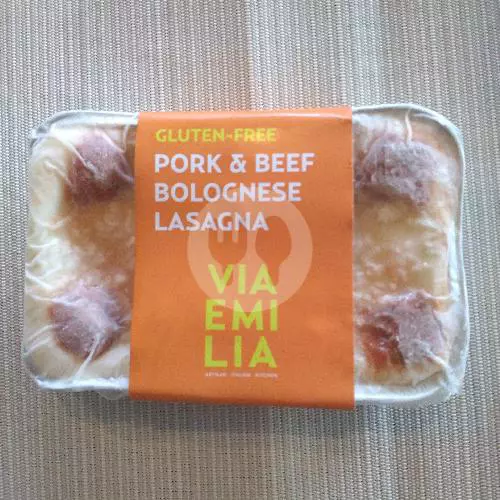 GLUTEN-FREE
PORK & BEEF
BOLOGNESE
LASAGNA
VIA
EMI
LIA
ARTISAN · ITALIAN · KITCHEN